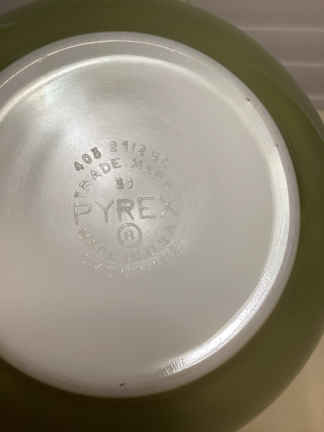 403 2 1/2 QT
TRADE MARK
PYREX
®
MADE IN U.S.A.